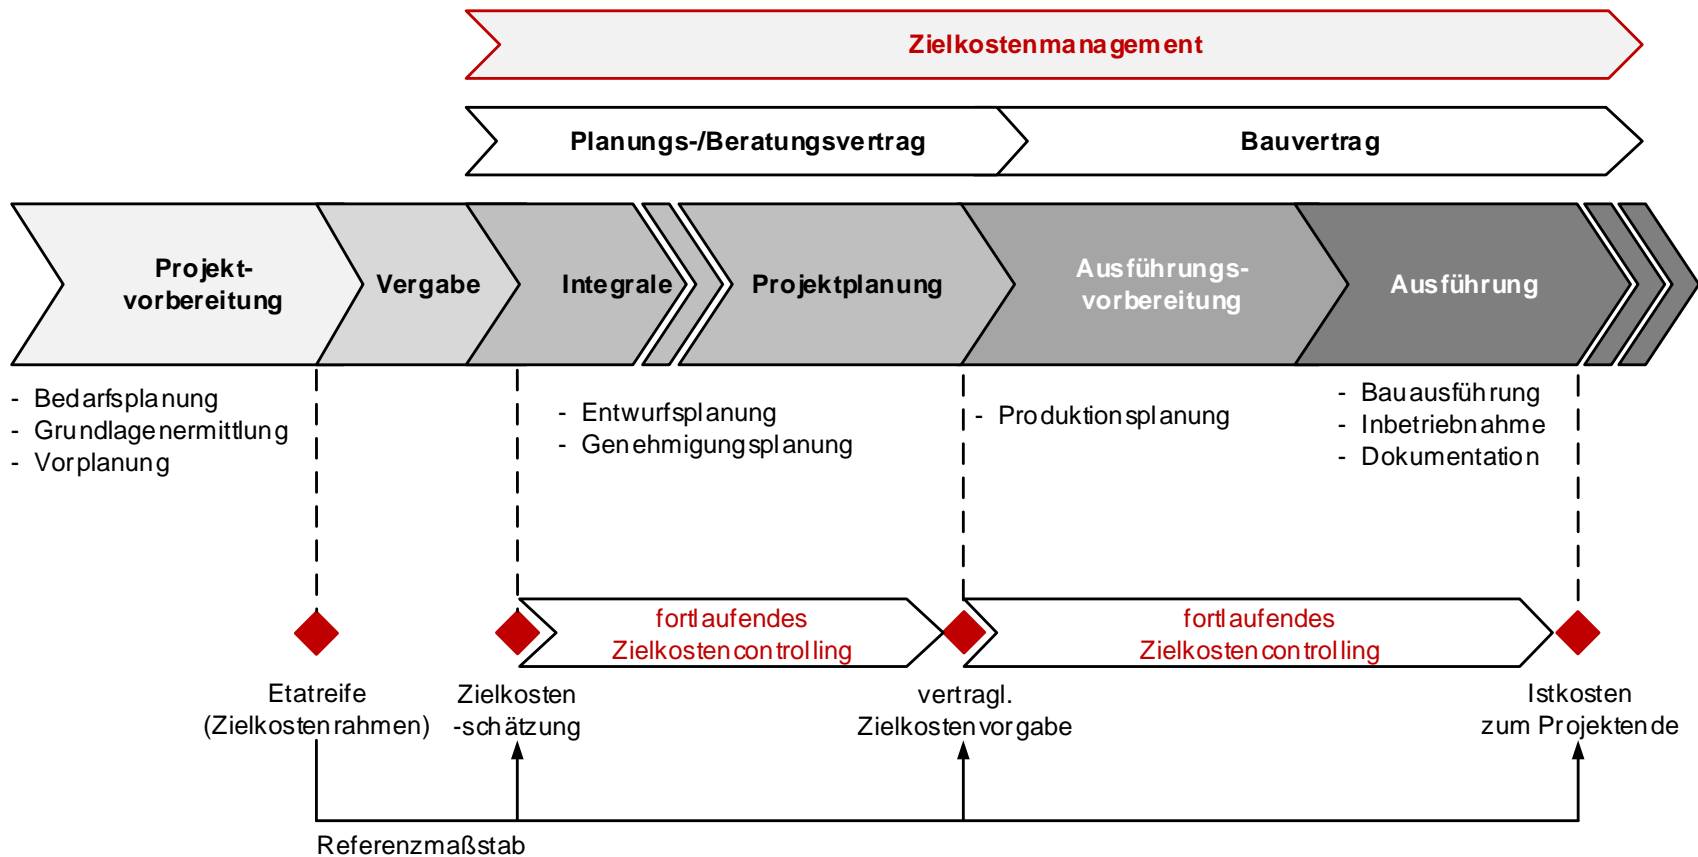 Zielkostenmanagement
Planungs-/Beratungsvertrag
Bauvertrag
Projekt-
vorbereitung
Vergabe
Integrale
Projektplanung
Ausführungs-
vorbereitung
Ausführung
- Bedarfsplanung
- Grundlagenermittlung
- Vorplanung
- Entwurfsplanung
- Genehmigungsplanung
- Produktionsplanung
- Bauausführung
- Inbetriebnahme
- Dokumentation
fortlaufendes
Zielkostencontrolling
fortlaufendes
Zielkostencontrolling
Etatreife
(Zielkostenrahmen)
Zielkosten
-schätzung
vertragl.
Zielkostenvorgabe
Istkosten
zum Projektende
Referenzmaßstab